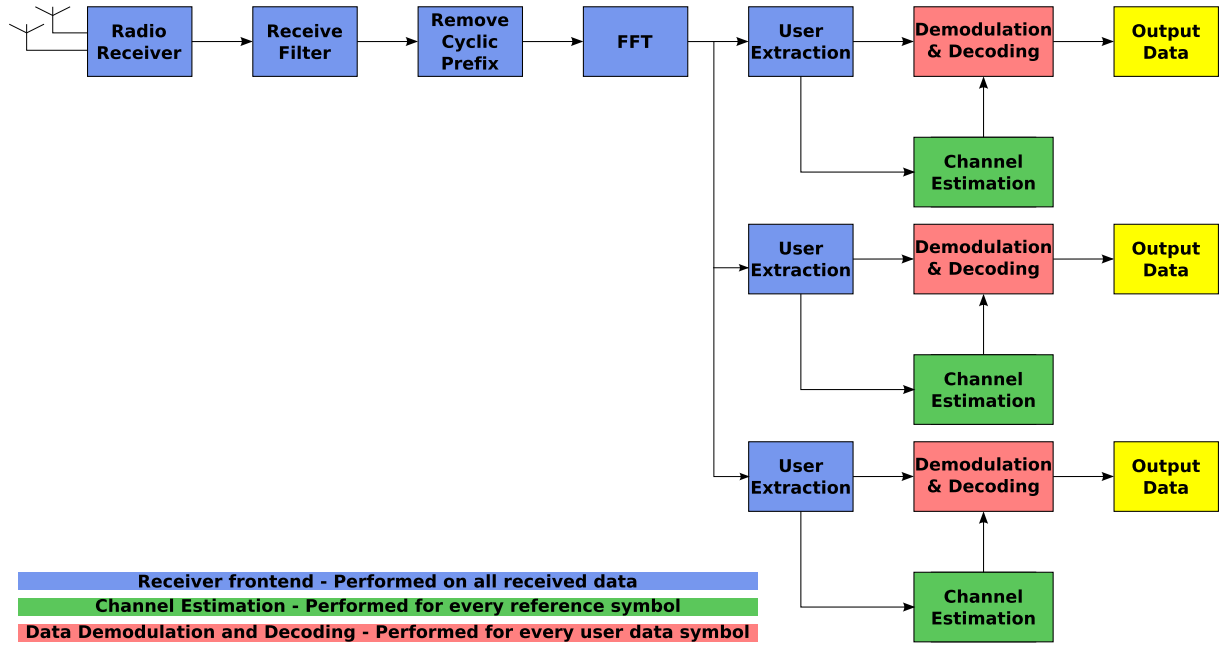 Radio
Receiver
Receive
Filter
Remove
Cyclic
Prefix
FFT
User
Extraction
Demodulation
& Decoding
Output
Data
Channel
Estimation
User
Extraction
Demodulation
& Decoding
Output
Data
Channel
Estimation
User
Extraction
Demodulation
& Decoding
Output
Data
Channel
Estimation
Receiver frontend - Performed on all received data
Channel Estimation - Performed for every reference symbol
Data Demodulation and Decoding - Performed for every user data symbol